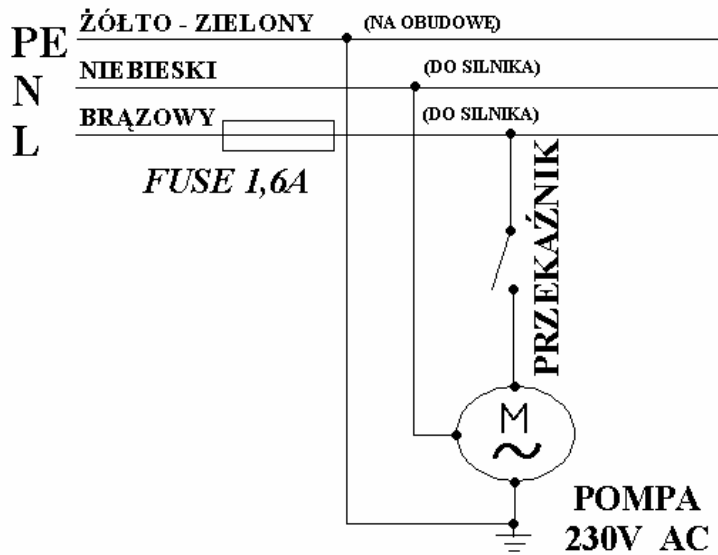 PE ŻÓŁTO - ZIELONY (NA OBUDOWĘ)
N NIEBIESKI (DO SILNIKA)
L BRĄZOWY (DO SILNIKA)
FUSE 1,6A
PRZEKAŹNIK
M
POMPA
230V AC